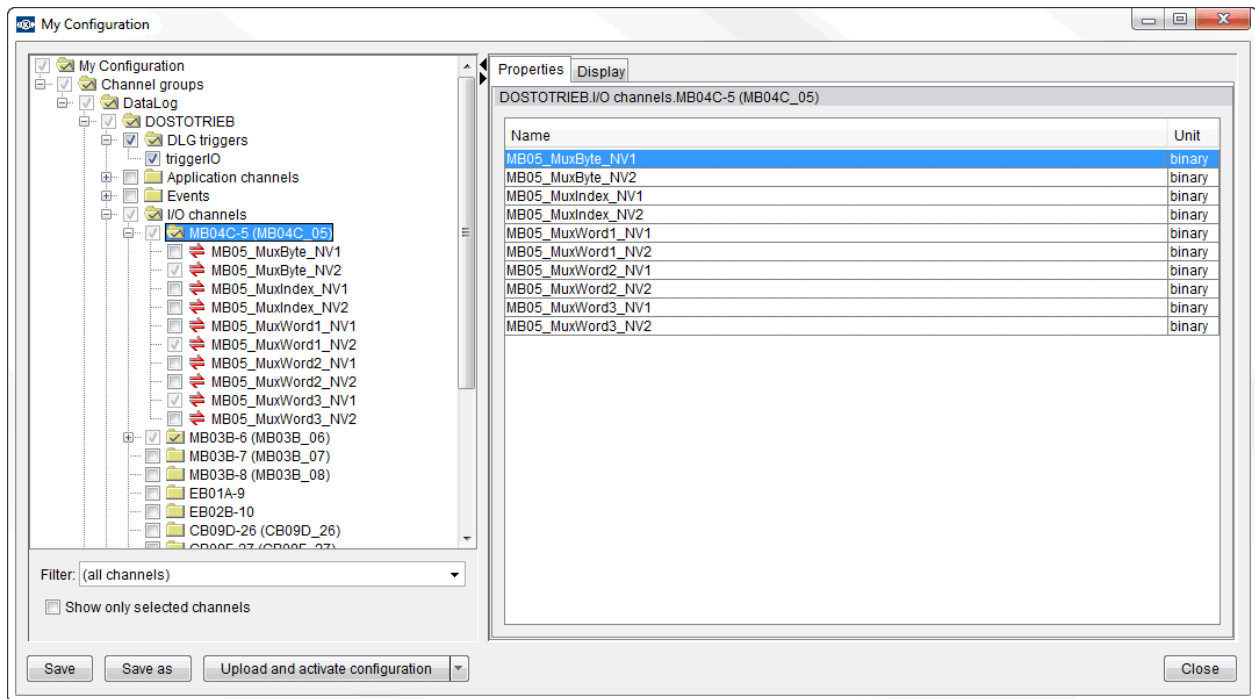 My Configuration
My Configuration
Channel groups
DataLog
DOSTOTRIEB
DLG triggers
triggerIO
Application channels
Events
I/O channels
MB04C-5 (MB04C_05)
MB05_MuxByte_NV1
MB05_MuxByte_NV2
MB05_MuxIndex_NV1
MB05_MuxIndex_NV2
MB05_MuxWord1_NV1
MB05_MuxWord1_NV2
MB05_MuxWord2_NV1
MB05_MuxWord2_NV2
MB05_MuxWord3_NV1
MB05_MuxWord3_NV2
MB03B-6 (MB03B_06)
MB03B-7 (MB03B_07)
MB03B-8 (MB03B_08)
EB01A-9
EB02B-10
CB09D-26 (CB09D_26)
Filter: (all channels)
Show only selected channels
Properties Display
DOSTOTRIEB.I/O channels.MB04C-5 (MB04C_05)
Name Unit
MB05_MuxByte_NV1 binary
MB05_MuxByte_NV2 binary
MB05_MuxIndex_NV1 binary
MB05_MuxIndex_NV2 binary
MB05_MuxWord1_NV1 binary
MB05_MuxWord1_NV2 binary
MB05_MuxWord2_NV1 binary
MB05_MuxWord2_NV2 binary
MB05_MuxWord3_NV1 binary
MB05_MuxWord3_NV2 binary
Save Save as Upload and activate configuration Close